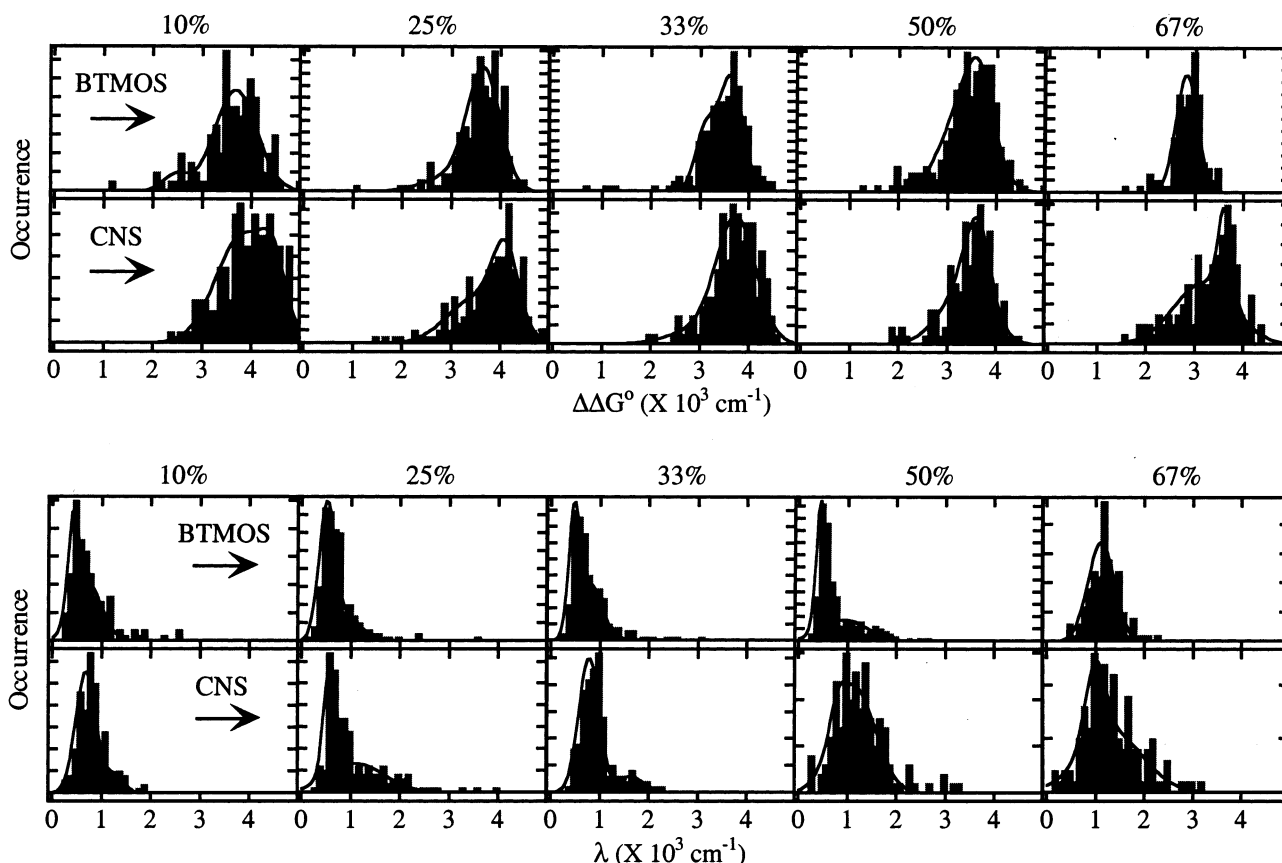 10% 25% 33% 50% 67%
BTMOS
CNS
Occurrence
0 1 2 3 4 0 1 2 3 4 0 1 2 3 4 0 1 2 3 4 0 1 2 3 4
ΔΔG° (X 10³ cm⁻¹)
10% 25% 33% 50% 67%
BTMOS
CNS
Occurrence
0 1 2 3 4 0 1 2 3 4 0 1 2 3 4 0 1 2 3 4 0 1 2 3 4
λ (X 10³ cm⁻¹)